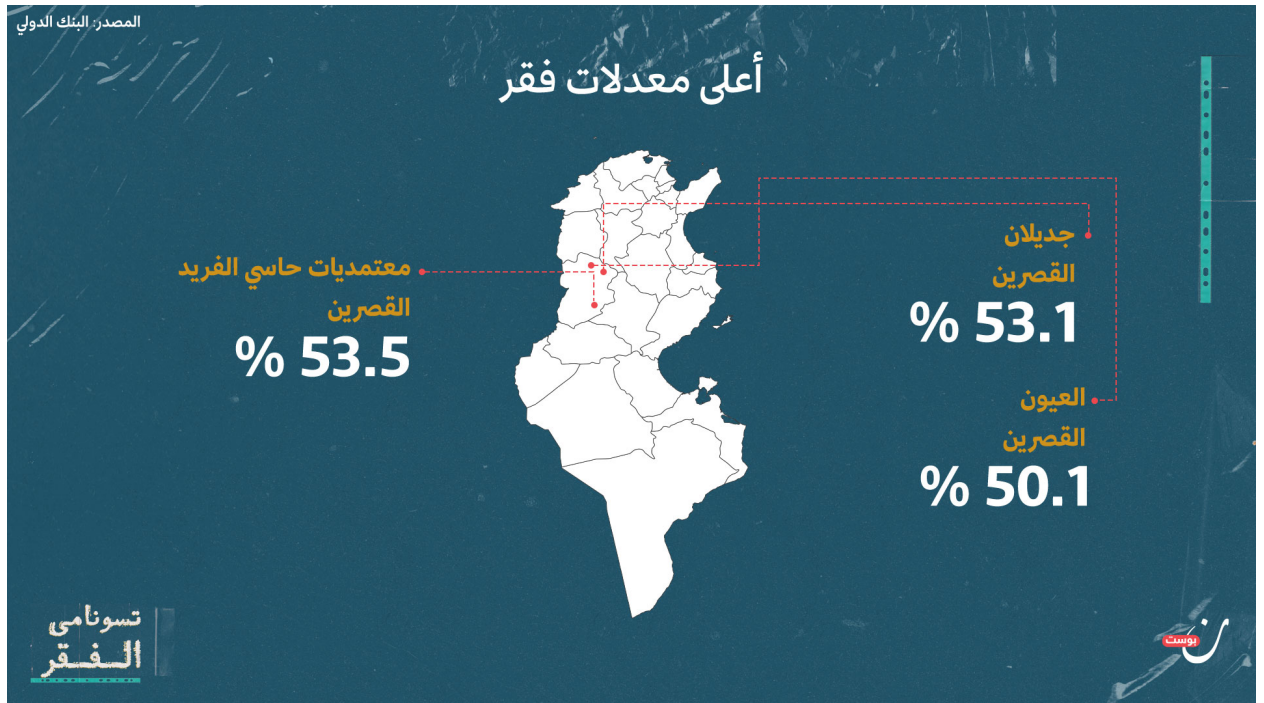 المصدر: البنك الدولي
أعلى معدلات فقر
جديلان
القصرين
% 53.1
معتمديات حاسي الفريد
القصرين
% 53.5
العيون
القصرين
% 50.1
تسونامي
الفقر
ن
بوست